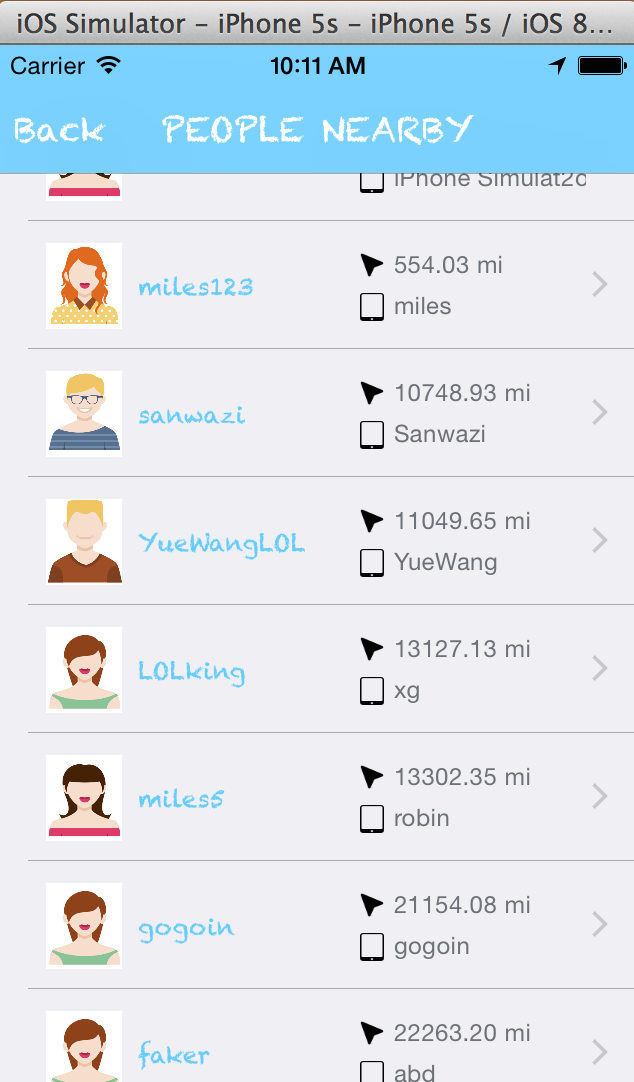 iOS Simulator – iPhone 5s – iPhone 5s / iOS 8...
Carrier 10:11 AM
Back PEOPLE NEARBY
iPhone Simulat2o
554.03 mi
miles123
miles
10748.93 mi
sanwazi
Sanwazi
11049.65 mi
YueWangLOL
YueWang
13127.13 mi
LOLking
xg
13302.35 mi
miles5
robin
21154.08 mi
gogoin
gogoin
22263.20 mi
faker
abd